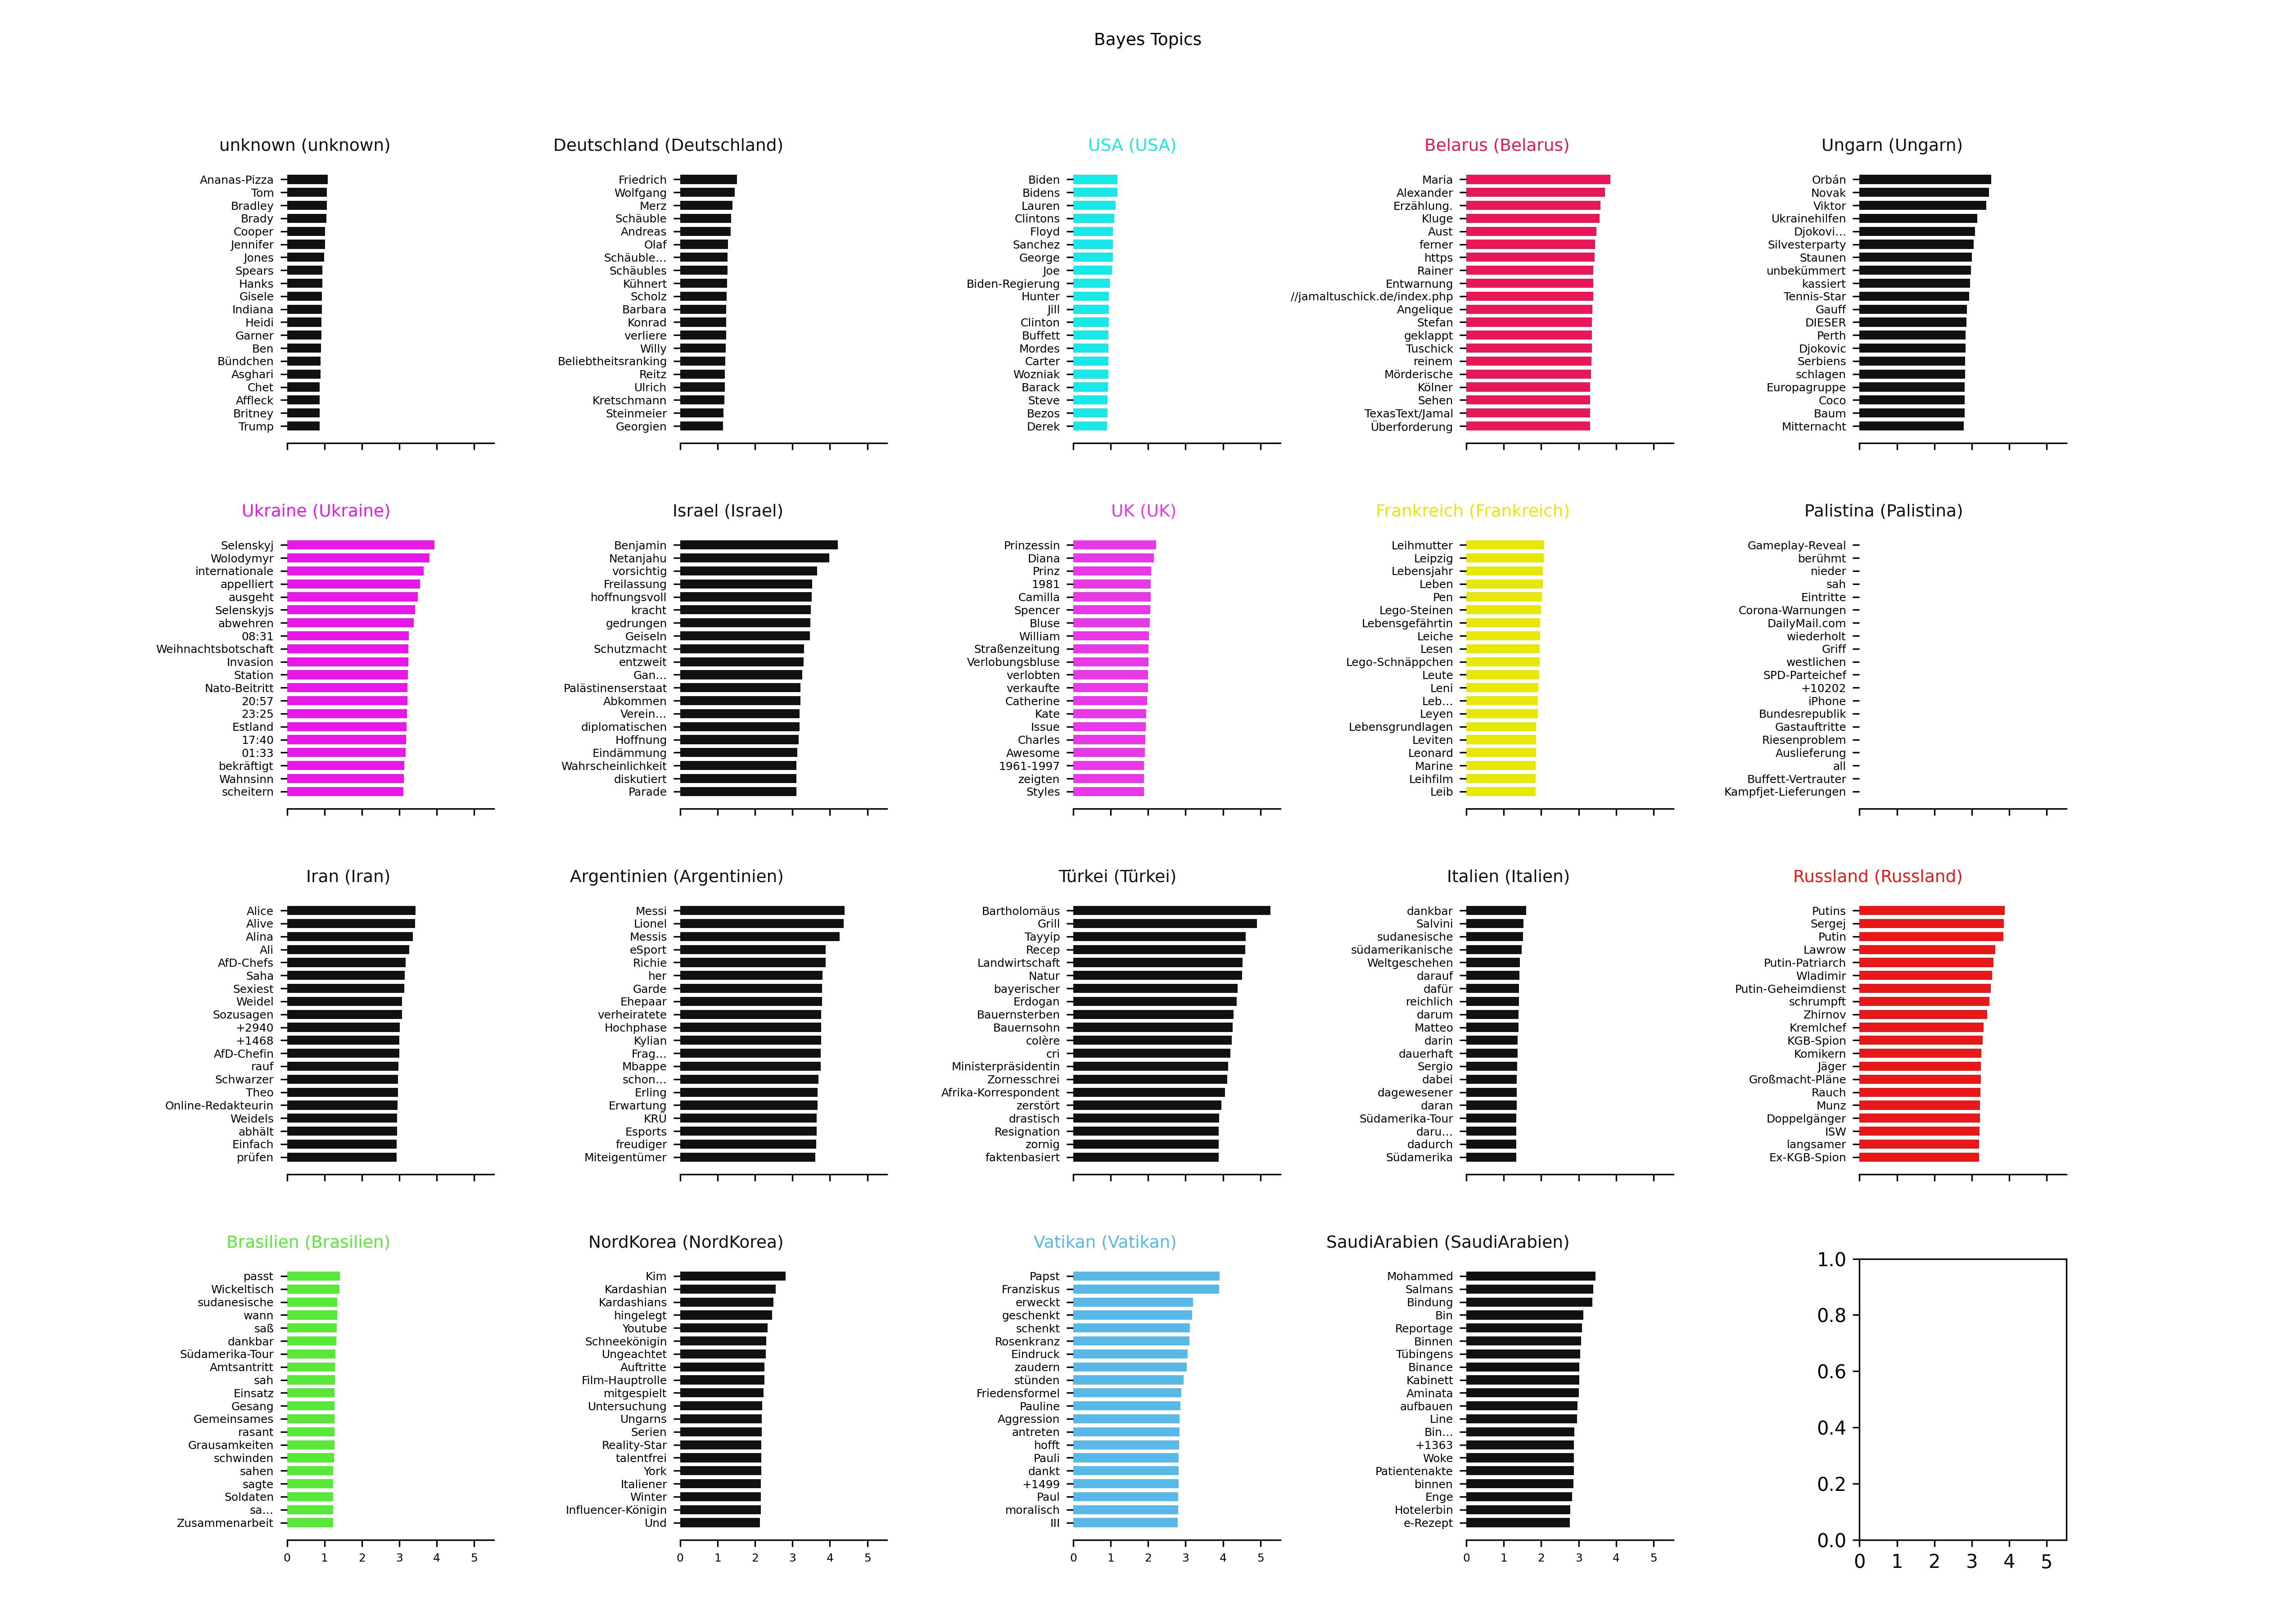 Bayes Topics
unknown (unknown)
Ananas-Pizza
Tom
Bradley
Brady
Cooper
Jennifer
Jones
Spears
Hanks
Gisele
Indiana
Heidi
Garner
Ben
Bündchen
Asghari
Chet
Affleck
Britney
Trump
Deutschland (Deutschland)
Friedrich
Wolfgang
Merz
Schäuble
Andreas
Olaf
Schäuble…
Schäubles
Kühnert
Scholz
Barbara
Konrad
verliere
Willy
Beliebtheitsranking
Reitz
Ulrich
Kretschmann
Steinmeier
Georgien
USA (USA)
Biden
Bidens
Lauren
Clintons
Floyd
Sanchez
George
Joe
Biden-Regierung
Hunter
Jill
Clinton
Buffett
Mordes
Carter
Wozniak
Barack
Steve
Bezos
Derek
Belarus (Belarus)
Maria
Alexander
Erzählung.
Kluge
Aust
ferner
https
Rainer
Entwarnung
//jamaltuschick.de/index.php
Angelique
Stefan
geklappt
Tuschick
reinem
Mörderische
Kölner
Sehen
TexasText/Jamal
Überforderung
Ungarn (Ungarn)
Orbán
Novak
Viktor
Ukrainehilfen
Djokovi…
Silvesterparty
Staunen
unbekümmert
kassiert
Tennis-Star
Gauff
DIESER
Perth
Djokovic
Serbiens
schlagen
Europagruppe
Coco
Baum
Mitternacht
Ukraine (Ukraine)
Selenskyj
Wolodymyr
internationale
appelliert
ausgeht
Selenskyjs
abwehren
08:31
Weihnachtsbotschaft
Invasion
Station
Nato-Beitritt
20:57
23:25
Estland
17:40
01:33
bekräftigt
Wahnsinn
scheitern
Israel (Israel)
Benjamin
Netanjahu
vorsichtig
Freilassung
hoffnungsvoll
kracht
gedrungen
Geiseln
Schutzmacht
entzweit
Gan…
Palästinenserstaat
Abkommen
Verein…
diplomatischen
Hoffnung
Eindämmung
Wahrscheinlichkeit
diskutiert
Parade
UK (UK)
Prinzessin
Diana
Prinz
1981
Camilla
Spencer
Bluse
William
Straßenzeitung
Verlobungsbluse
verlobten
verkaufte
Catherine
Kate
Issue
Charles
Awesome
1961-1997
zeigten
Styles
Frankreich (Frankreich)
Leihmutter
Leipzig
Lebensjahr
Leben
Pen
Lego-Steinen
Lebensgefährtin
Leiche
Lesen
Lego-Schnäppchen
Leute
Leni
Leb…
Leyen
Lebensgrundlagen
Leviten
Leonard
Marine
Leihfilm
Leib
Palistina (Palistina)
Gameplay-Reveal
berühmt
nieder
sah
Eintritte
Corona-Warnungen
DailyMail.com
wiederholt
Griff
westlichen
SPD-Parteichef
+10202
iPhone
Bundesrepublik
Gastauftritte
Riesenproblem
Auslieferung
all
Buffett-Vertrauter
Kampfjet-Lieferungen
Iran (Iran)
Alice
Alive
Alina
Ali
AfD-Chefs
Saha
Sexiest
Weidel
Sozusagen
+2940
+1468
AfD-Chefin
rauf
Schwarzer
Theo
Online-Redakteurin
Weidels
abhält
Einfach
prüfen
Argentinien (Argentinien)
Messi
Lionel
Messis
eSport
Richie
her
Garde
Ehepaar
verheiratete
Hochphase
Kylian
Frag…
Mbappe
schon…
Erling
Erwartung
KRÜ
Esports
freudiger
Miteigentümer
Türkei (Türkei)
Bartholomäus
Grill
Tayyip
Recep
Landwirtschaft
Natur
bayerischer
Erdogan
Bauernsterben
Bauernsohn
colère
cri
Ministerpräsidentin
Zornesschrei
Afrika-Korrespondent
zerstört
drastisch
Resignation
zornig
faktenbasiert
Italien (Italien)
dankbar
Salvini
sudanesische
südamerikanische
Weltgeschehen
darauf
dafür
reichlich
darum
Matteo
darin
dauerhaft
Sergio
dabei
dagewesener
daran
Südamerika-Tour
daru…
dadurch
Südamerika
Russland (Russland)
Putins
Sergej
Putin
Lawrow
Putin-Patriarch
Wladimir
Putin-Geheimdienst
schrumpft
Zhirnov
Kremlchef
KGB-Spion
Komikern
Jäger
Großmacht-Pläne
Rauch
Munz
Doppelgänger
ISW
langsamer
Ex-KGB-Spion
Brasilien (Brasilien)
passt
Wickeltisch
sudanesische
wann
saß
dankbar
Südamerika-Tour
Amtsantritt
sah
Einsatz
Gesang
Gemeinsames
rasant
Grausamkeiten
schwinden
sahen
sagte
Soldaten
sa…
Zusammenarbeit
0 1 2 3 4 5
NordKorea (NordKorea)
Kim
Kardashian
Kardashians
hingelegt
Youtube
Schneekönigin
Ungeachtet
Auftritte
Film-Hauptrolle
mitgespielt
Untersuchung
Ungarns
Serien
Reality-Star
talentfrei
York
Italiener
Winter
Influencer-Königin
Und
0 1 2 3 4 5
Vatikan (Vatikan)
Papst
Franziskus
erweckt
geschenkt
schenkt
Rosenkranz
Eindruck
zaudern
stünden
Friedensformel
Pauline
Aggression
antreten
hofft
Pauli
dankt
+1499
Paul
moralisch
III
0 1 2 3 4 5
SaudiArabien (SaudiArabien)
Mohammed
Salmans
Bindung
Bin
Reportage
Binnen
Tübingens
Binance
Kabinett
Aminata
aufbauen
Line
Bin…
+1363
Woke
Patientenakte
binnen
Enge
Hotelerbin
e-Rezept
0 1 2 3 4 5
1.0
0.8
0.6
0.4
0.2
0.0
0 1 2 3 4 5